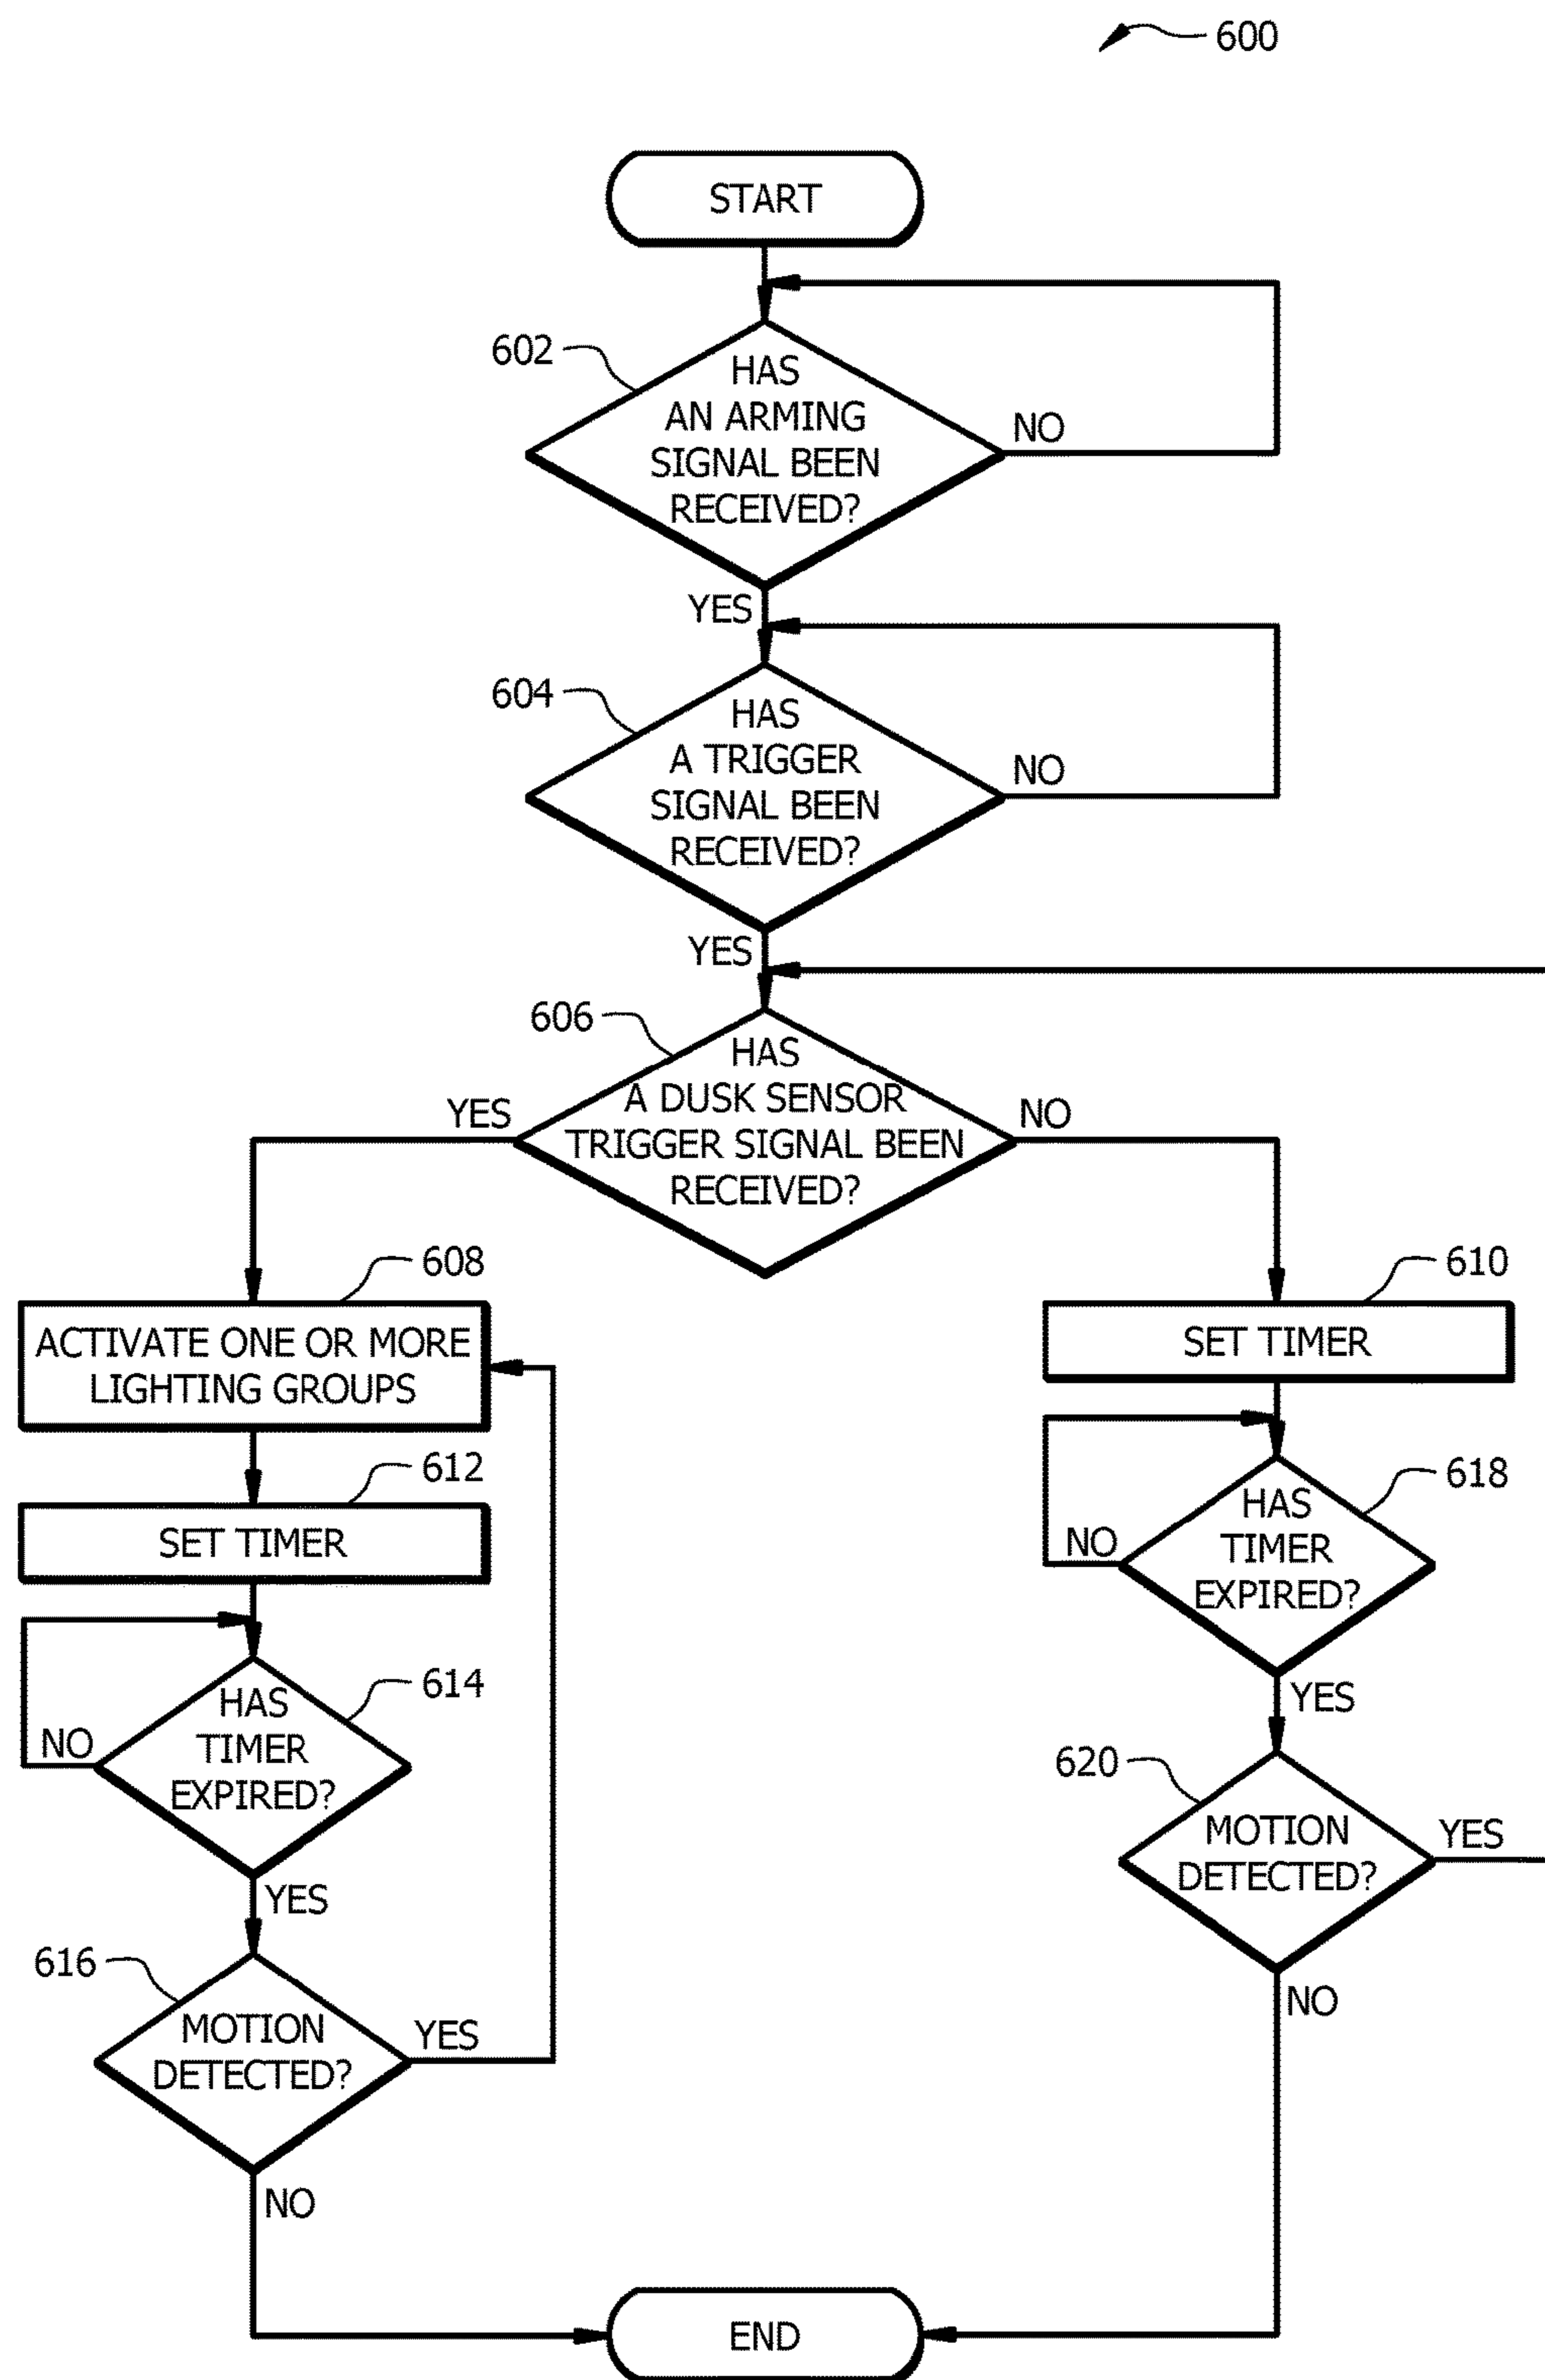 600
START
602
HAS
AN ARMING
SIGNAL BEEN
RECEIVED?
NO
YES
604
HAS
A TRIGGER
SIGNAL BEEN
RECEIVED?
NO
YES
606
HAS
A DUSK SENSOR
TRIGGER SIGNAL BEEN
RECEIVED?
YES
NO
608
ACTIVATE ONE OR MORE
LIGHTING GROUPS
612
SET TIMER
614
HAS
TIMER
EXPIRED?
NO
YES
616
MOTION
DETECTED?
YES
NO
610
SET TIMER
618
HAS
TIMER
EXPIRED?
NO
YES
620
MOTION
DETECTED?
YES
NO
END